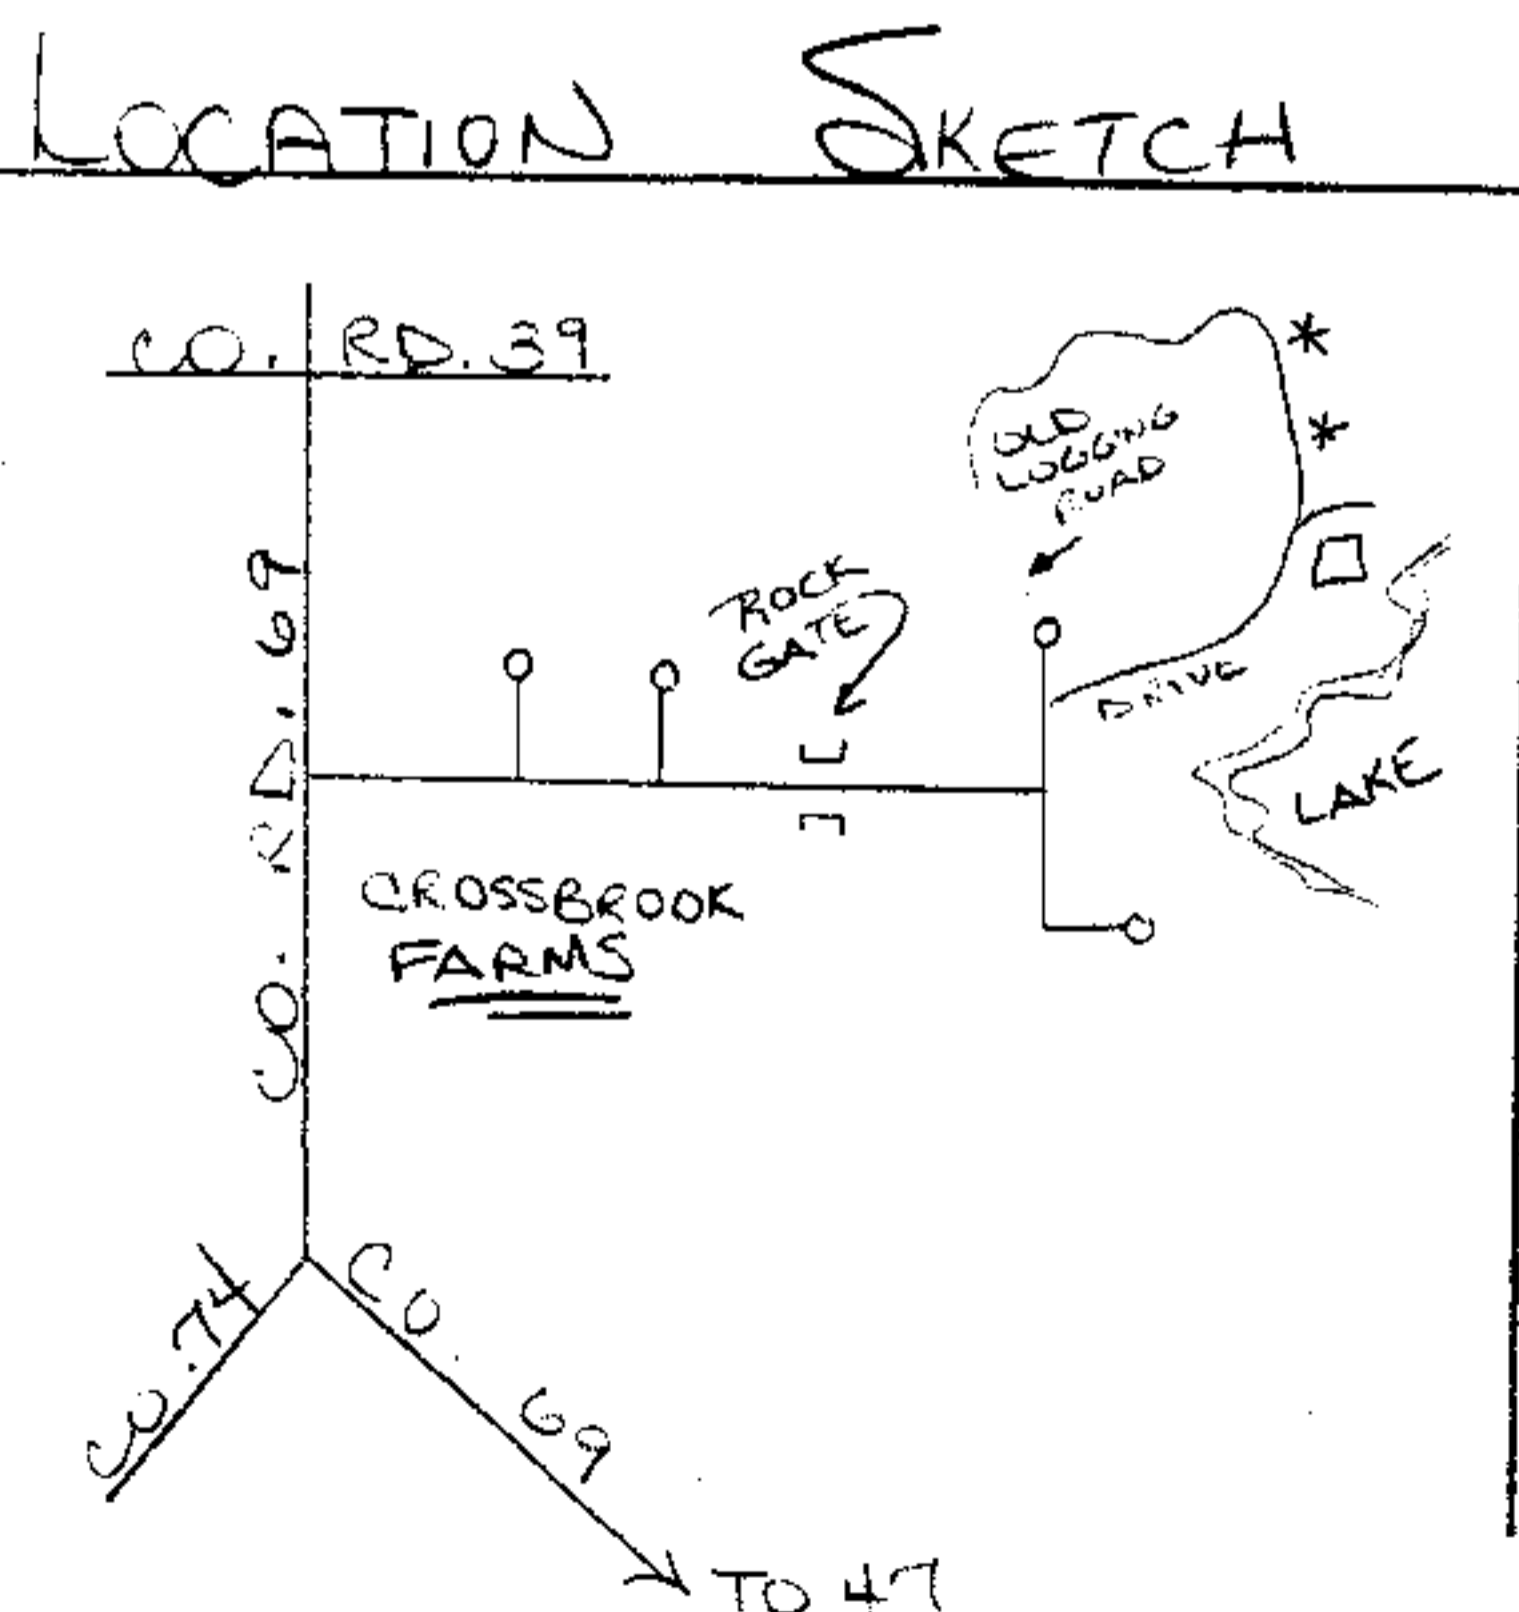 LOCATION SKETCH
CO. RD. 39
OLD
LOGGING
ROAD
ROCK
GATE
CO. RD. 69
DRIVE
LAKE
CROSSBROOK
FARMS
CO. 74
CO. 69
TO 47